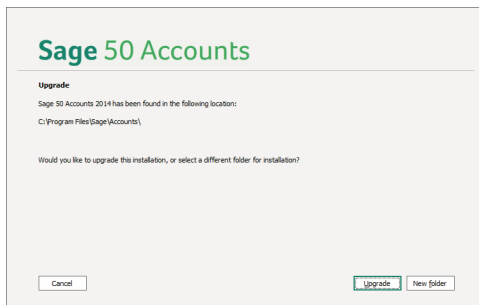 Sage 50 Accounts
Upgrade
Sage 50 Accounts 2014 has been found in the following location:
C:\Program Files\Sage\Accounts\
Would you like to upgrade this installation, or select a different folder for installation?
Cancel
Upgrade
New folder